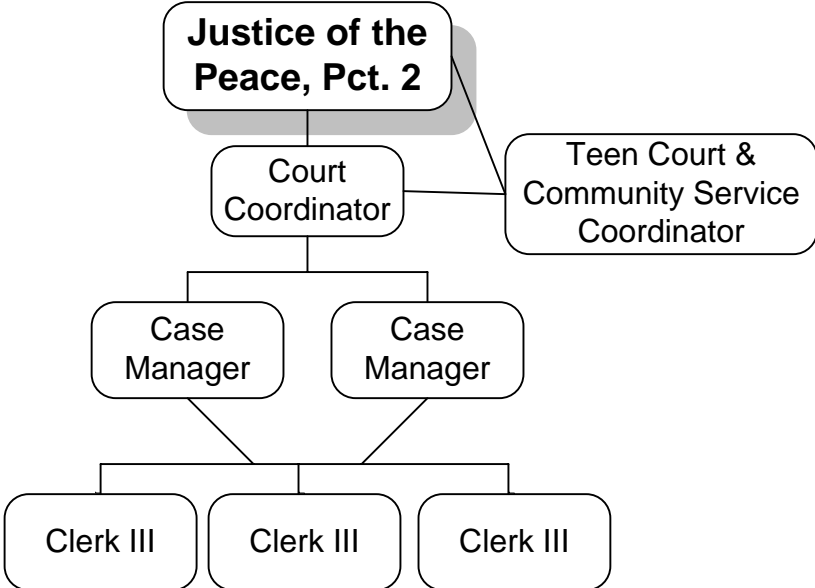 Justice of the
Peace, Pct. 2
Court
Coordinator
Teen Court &
Community Service
Coordinator
Case
Manager
Case
Manager
Clerk III
Clerk III
Clerk III